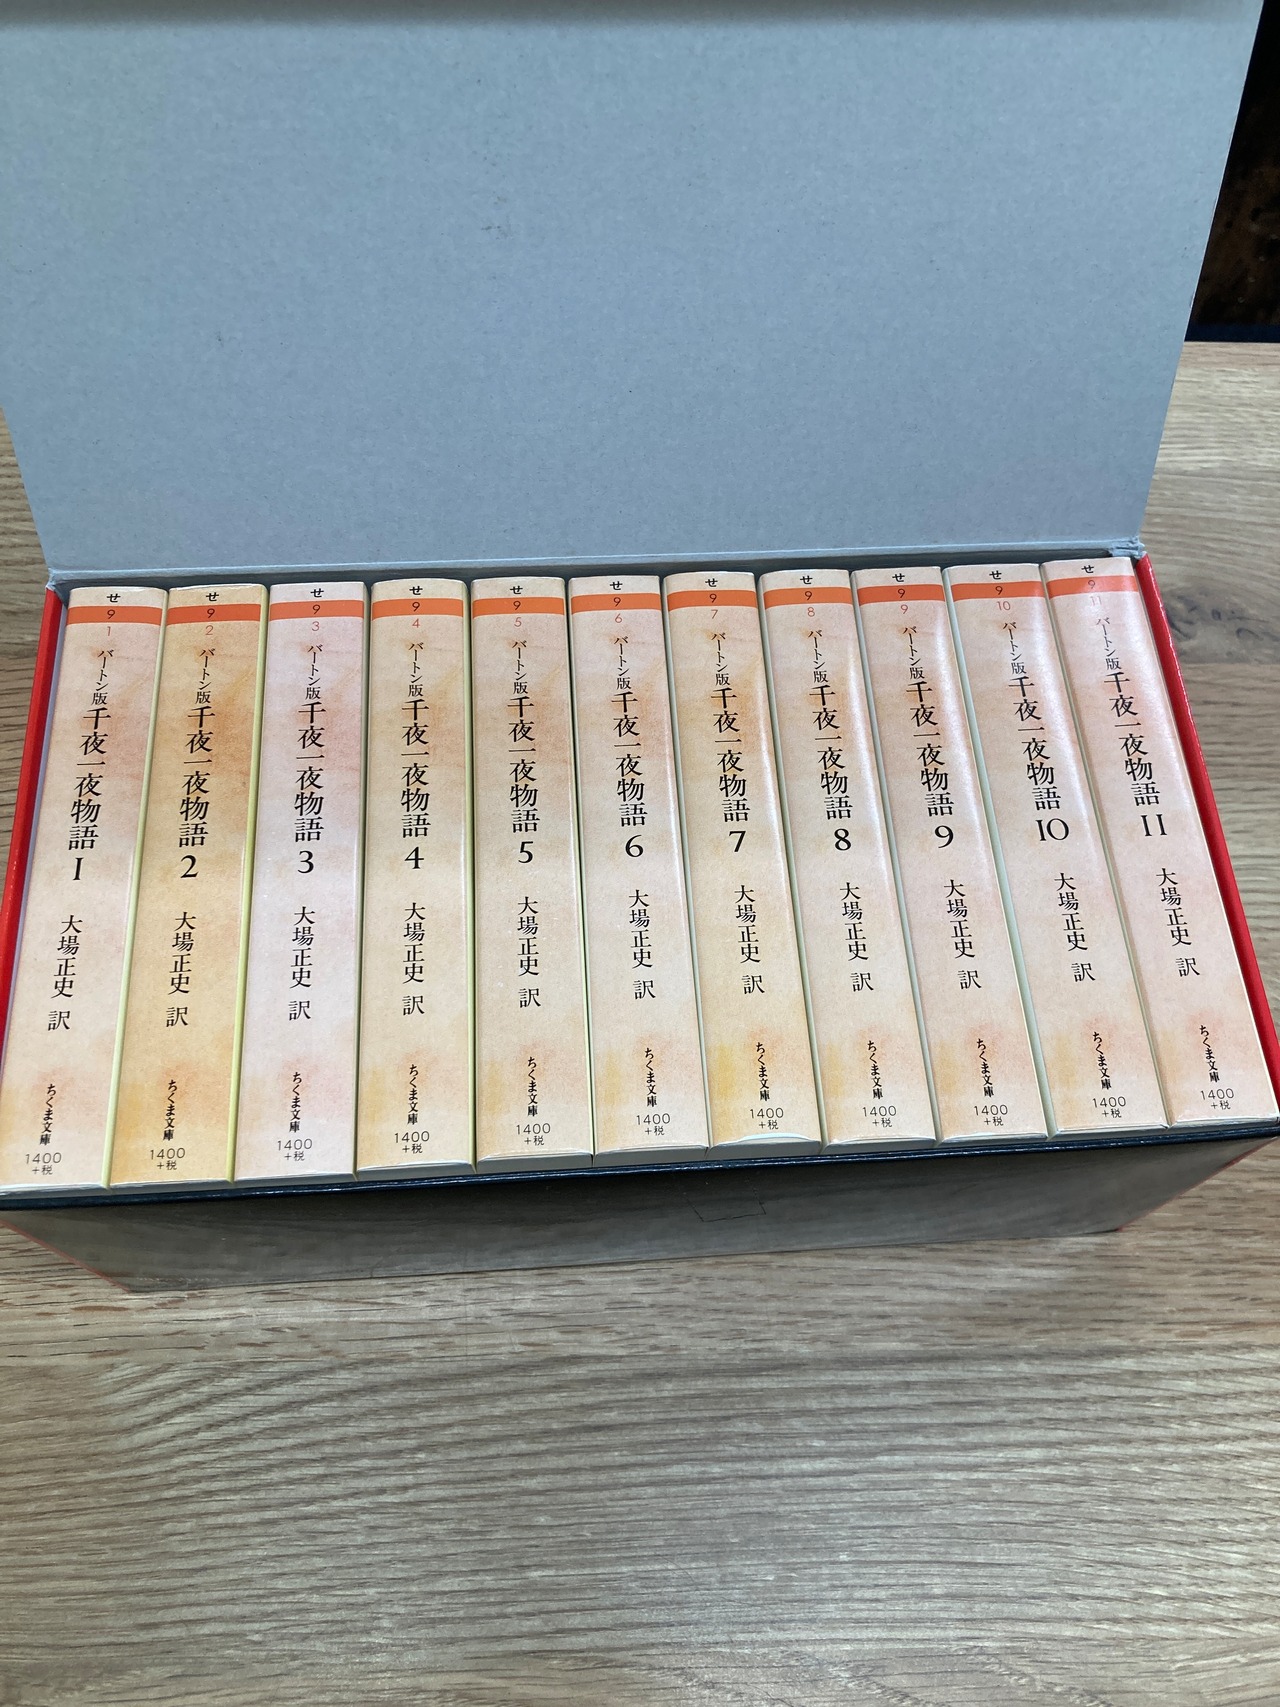 せ
9
1
バートン版 千夜一夜物語 1 大場正史 訳
ちくま文庫
1400
+税
せ
9
2
バートン版 千夜一夜物語 2 大場正史 訳
ちくま文庫
1400
+税
せ
9
3
バートン版 千夜一夜物語 3 大場正史 訳
ちくま文庫
1400
+税
せ
9
4
バートン版 千夜一夜物語 4 大場正史 訳
ちくま文庫
1400
+税
せ
9
5
バートン版 千夜一夜物語 5 大場正史 訳
ちくま文庫
1400
+税
せ
9
6
バートン版 千夜一夜物語 6 大場正史 訳
ちくま文庫
1400
+税
せ
9
7
バートン版 千夜一夜物語 7 大場正史 訳
ちくま文庫
1400
+税
せ
9
8
バートン版 千夜一夜物語 8 大場正史 訳
ちくま文庫
1400
+税
せ
9
9
バートン版 千夜一夜物語 9 大場正史 訳
ちくま文庫
1400
+税
せ
9
10
バートン版 千夜一夜物語 10 大場正史 訳
ちくま文庫
1400
+税
せ
9
11
バートン版 千夜一夜物語 11 大場正史 訳
ちくま文庫
1400
+税